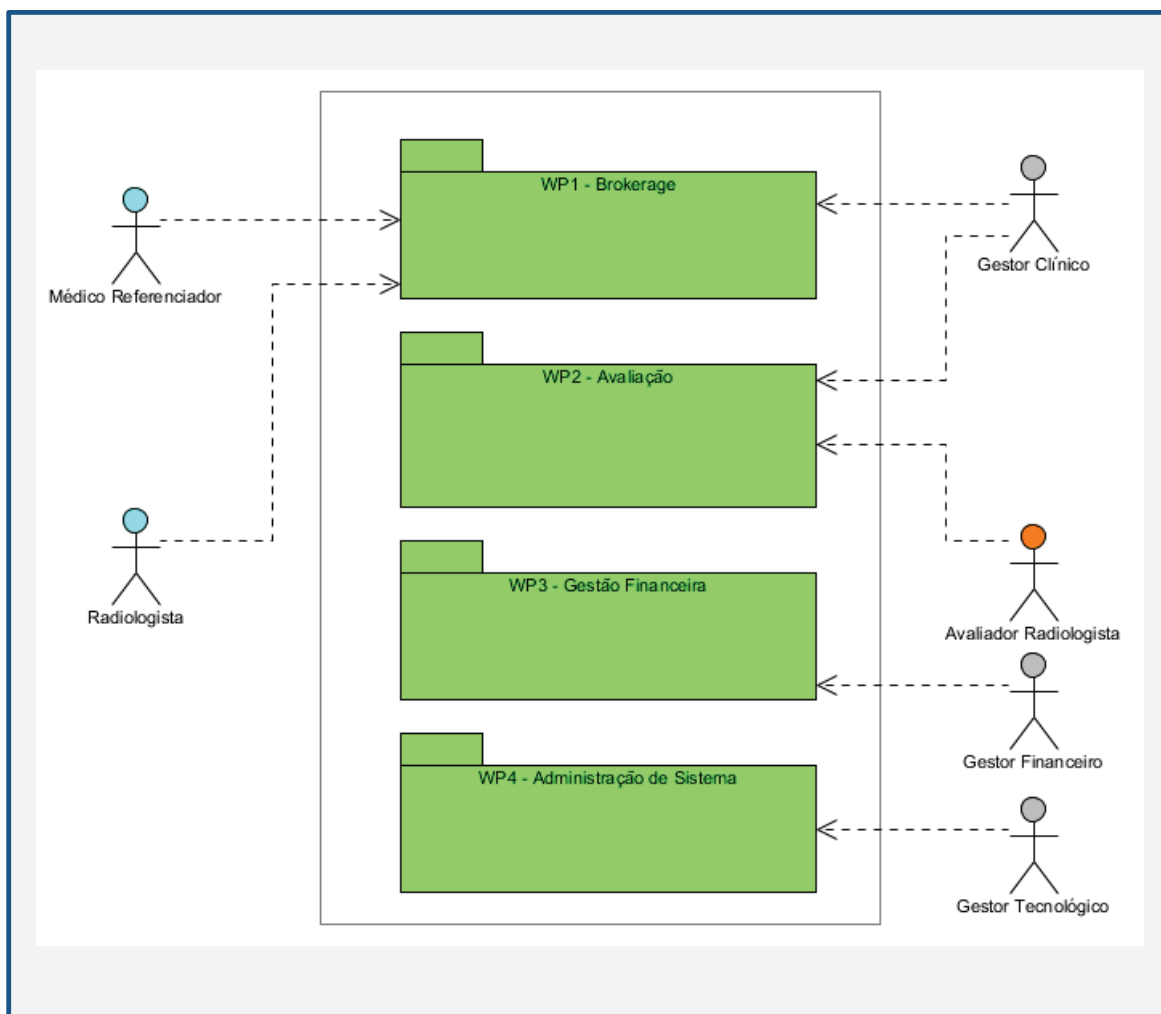 WP1 - Brokerage
Médico Referenciador
Gestor Clínico
WP2 - Avaliação
Radiologista
WP3 - Gestão Financeira
Avaliador Radiologista
Gestor Financeiro
WP4 - Administração de Sistema
Gestor Tecnológico